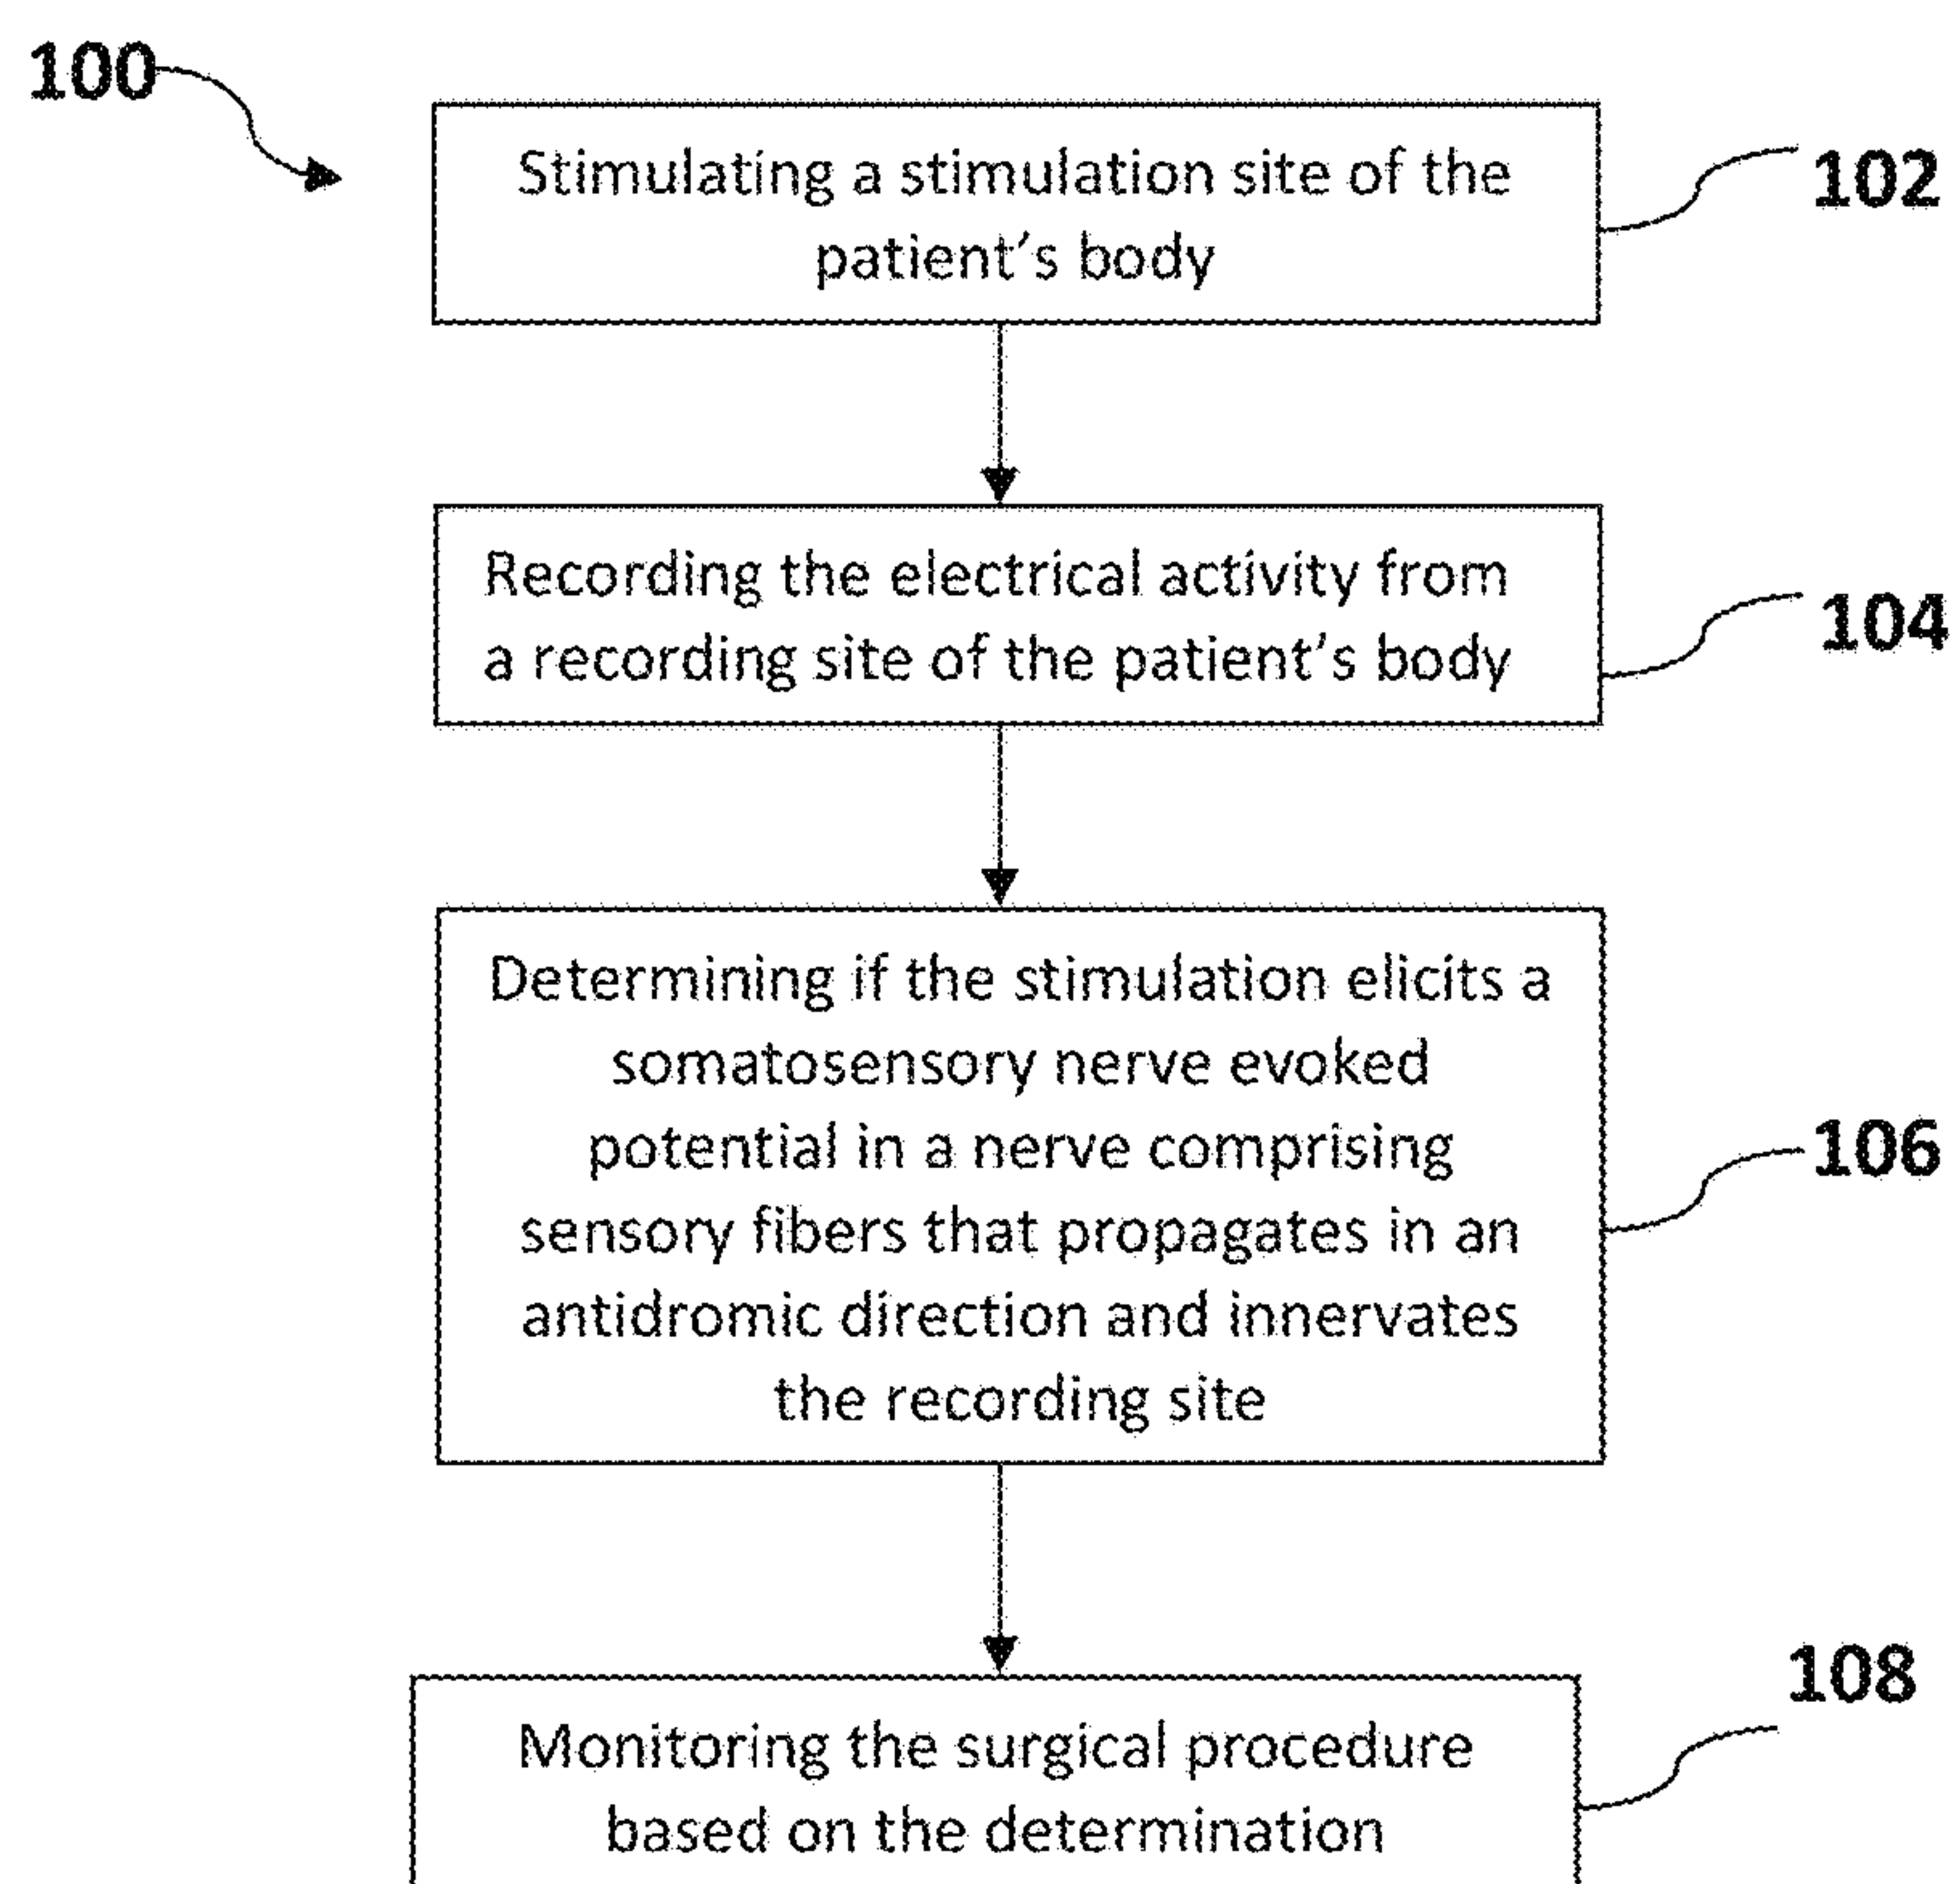 100
Stimulating a stimulation site of the
patient's body
102
Recording the electrical activity from
a recording site of the patient's body
104
Determining if the stimulation elicits a
somatosensory nerve evoked
potential in a nerve comprising
sensory fibers that propagates in an
antidromic direction and innervates
the recording site
106
Monitoring the surgical procedure
based on the determination
108